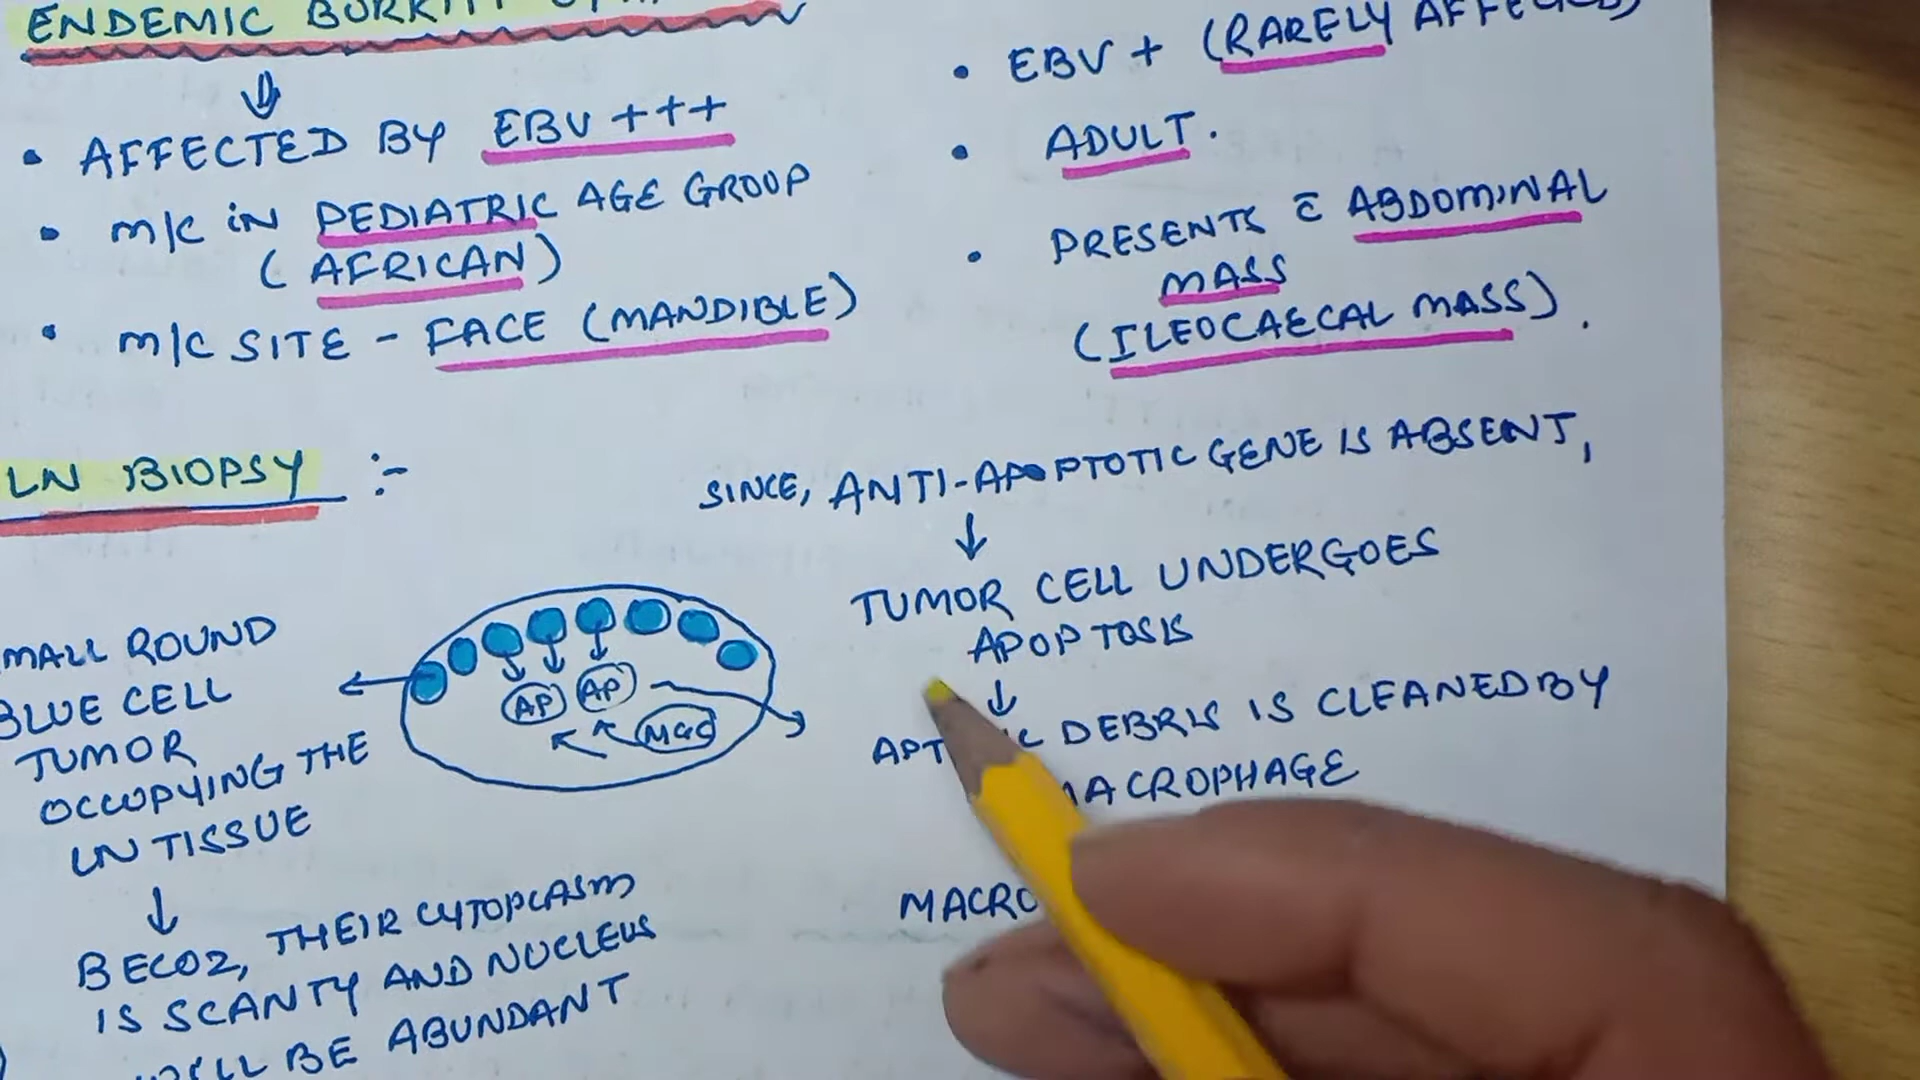 ENDEMIC
• AFFECTED BY EBV +++
• M/C IN PEDIATRIC AGE GROUP
(AFRICAN)
• M/C SITE - FACE (MANDIBLE)
• EBV + (RARELY
• ADULT.
• PRESENTS c̄ ABDOMINAL
MASS
(ILEOCAECAL MASS).
LN BIOPSY :-
SINCE, ANTI-APOPTOTIC GENE IS ABSENT,
↓
TUMOR CELL UNDERGOES
APOPTOSIS
↓
DEBRIS IS CLEANED BY
MACROPHAGE
MALL ROUND
BLUE CELL
TUMOR
OCCUPYING THE
LN TISSUE
↓
BECOZ, THEIR CYTOPLASM
IS SCANTY AND NUCLEUS
BE ABUNDANT
AP AP
MACRO